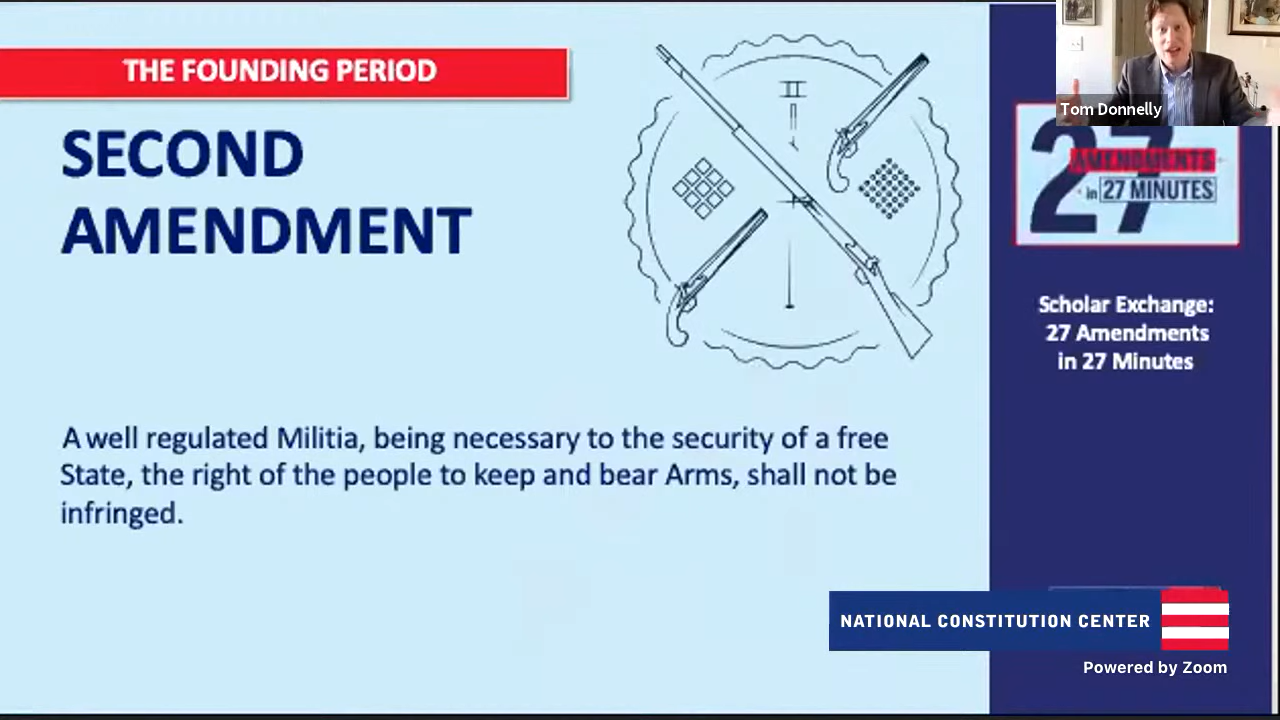 THE FOUNDING PERIOD
SECOND
AMENDMENT
II
A well regulated Militia, being necessary to the security of a free
State, the right of the people to keep and bear Arms, shall not be
infringed.
Tom Donnelly
27
AMENDMENTS
in 27 MINUTES
Scholar Exchange:
27 Amendments
in 27 Minutes
NATIONAL CONSTITUTION CENTER
Powered by Zoom